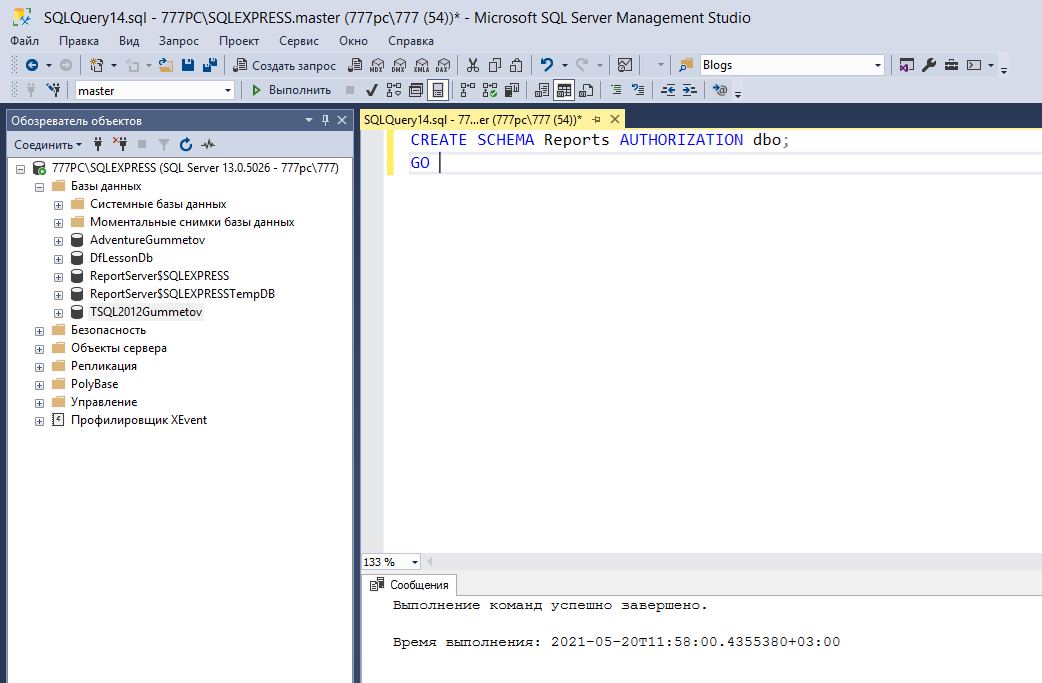 SQLQuery14.sql - 777PC\SQLEXPRESS.master (777pc\777 (54))* - Microsoft SQL Server Management Studio
Файл Правка Вид Запрос Проект Сервис Окно Справка
Создать запрос MDX DMX XMLA DAX Blogs
master Выполнить
Обозреватель объектов
SQLQuery14.sql - 77...er (777pc\777 (54))*
Соединить
777PC\SQLEXPRESS (SQL Server 13.0.5026 - 777pc\777)
Базы данных
Системные базы данных
Моментальные снимки базы данных
AdventureGummetov
DfLessonDb
ReportServer$SQLEXPRESS
ReportServer$SQLEXPRESSTempDB
TSQL2012Gummetov
Безопасность
Объекты сервера
Репликация
PolyBase
Управление
Профилировщик XEvent
CREATE SCHEMA Reports AUTHORIZATION dbo;
GO
133 %
Сообщения
Выполнение команд успешно завершено.
Время выполнения: 2021-05-20T11:58:00.4355380+03:00